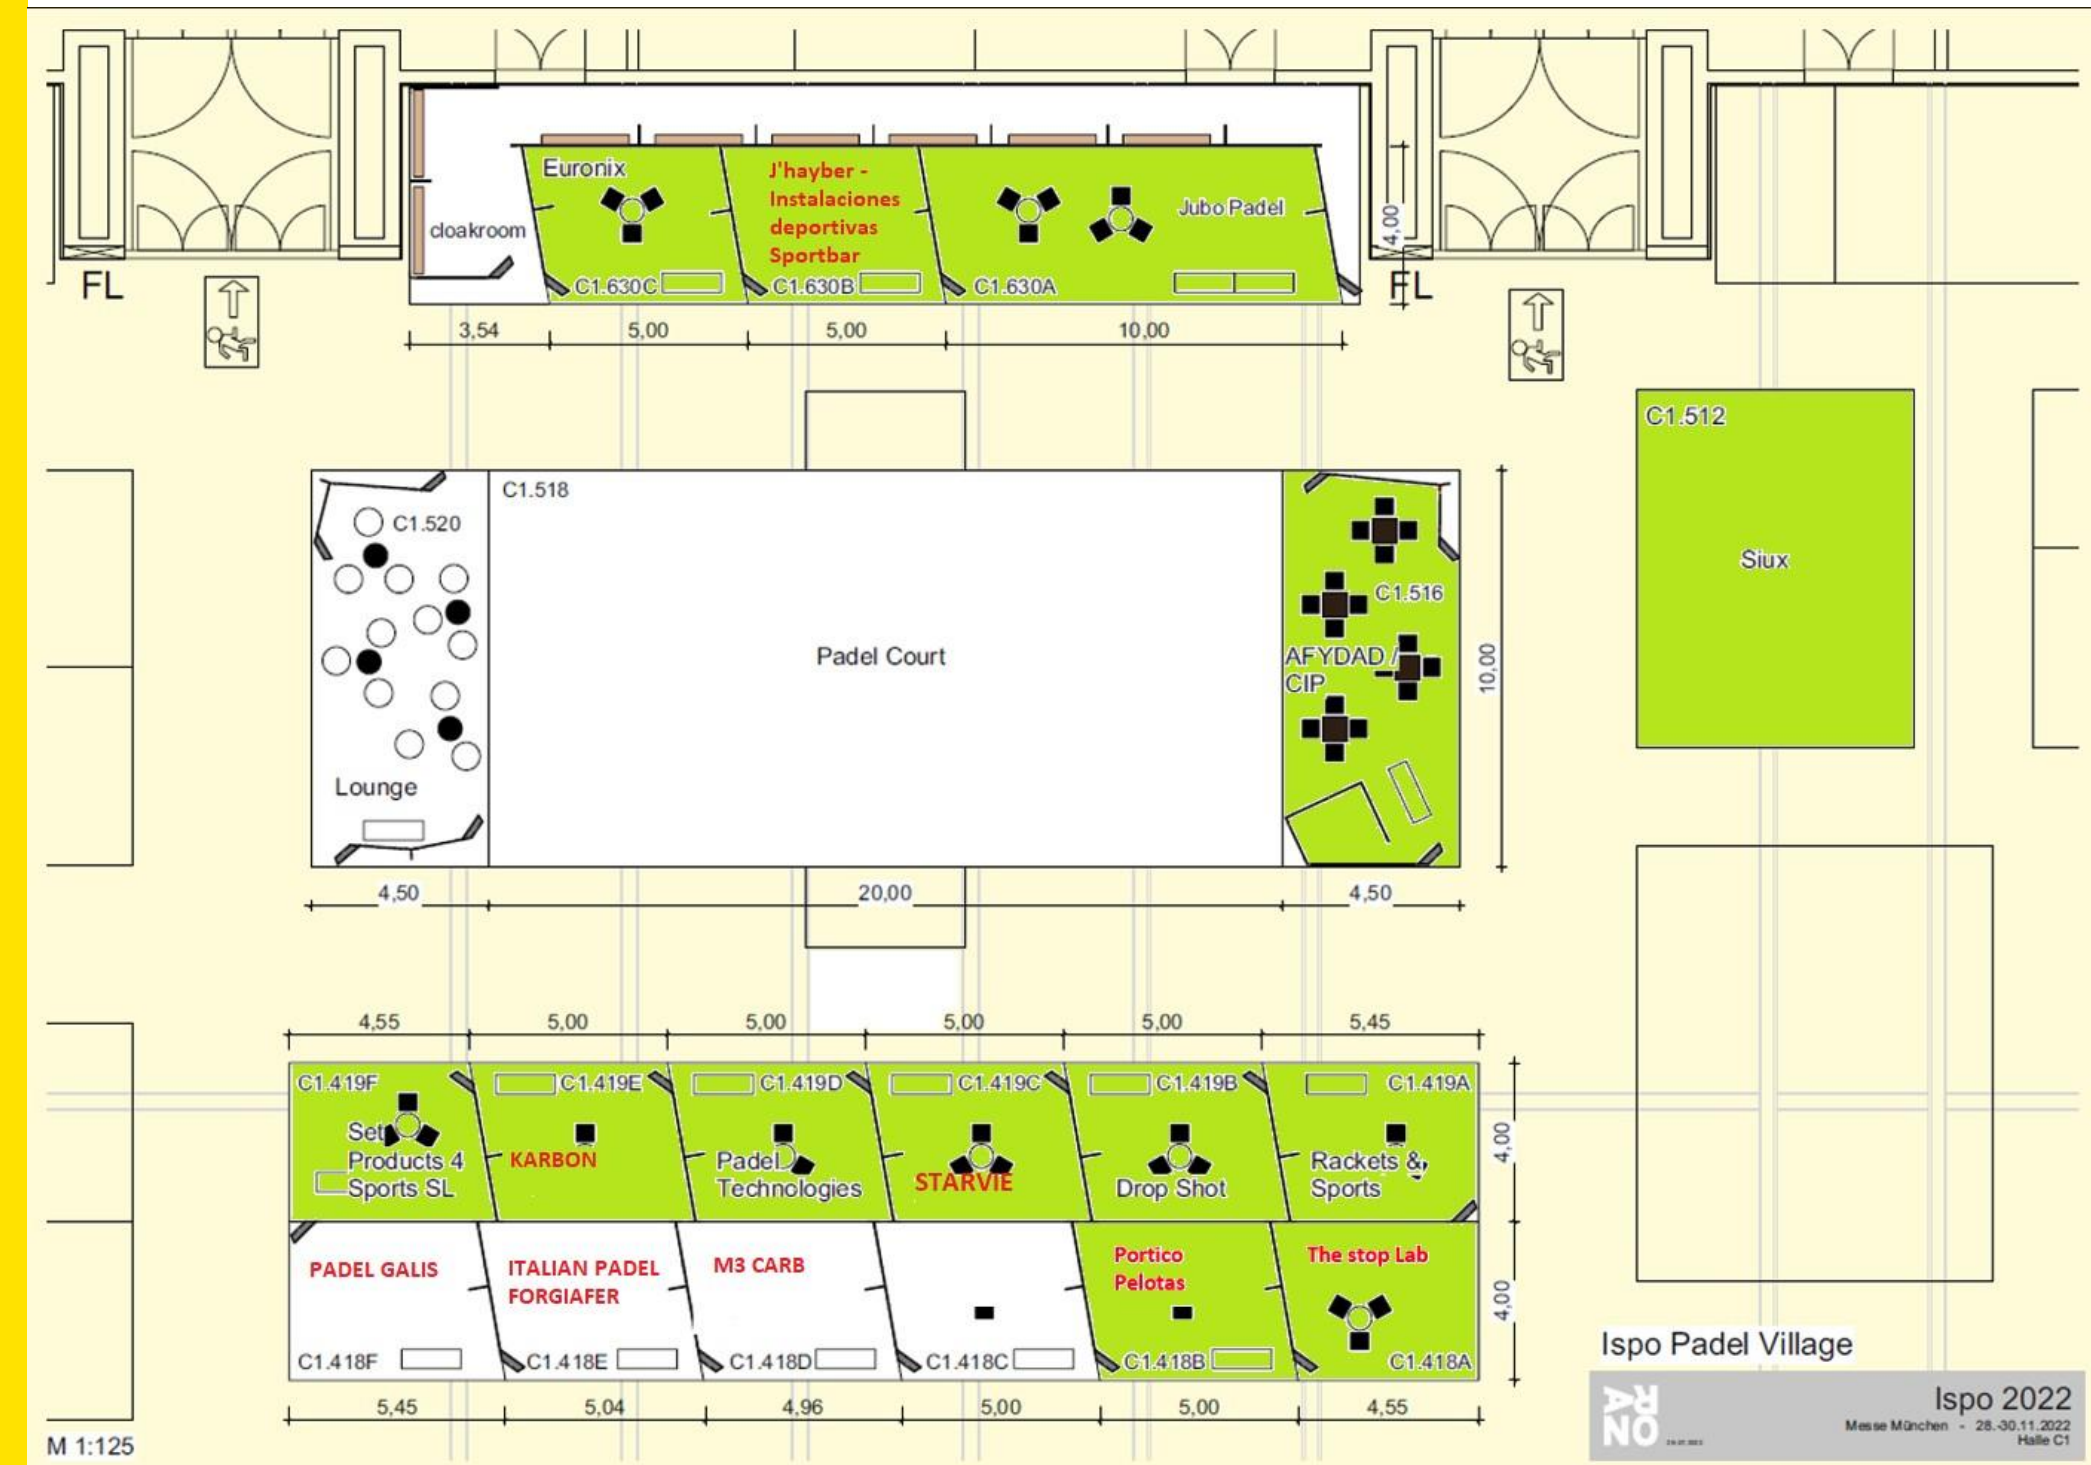 Euronix
J'hayber -
Instalaciones
deportivas
Sportbar
Jubo Padel
cloakroom
C1.630C
C1.630B
C1.630A
4,00
FL
FL
3,54
5,00
5,00
10,00
C1.512
Siux
C1.518
C1.520
C1.516
Padel Court
AFYDAD /
CIP
10,00
Lounge
4,50
20,00
4,50
4,55
5,00
5,00
5,00
5,00
5,45
C1.419F
C1.419E
C1.419D
C1.419C
C1.419B
C1.419A
Set
Products 4
Sports SL
KARBON
Padel
Technologies
STARVIE
Drop Shot
Rackets &
Sports
4,00
PADEL GALIS
ITALIAN PADEL
FORGIAFER
M3 CARB
Portico
Pelotas
The stop Lab
4,00
C1.418F
C1.418E
C1.418D
C1.418C
C1.418B
C1.418A
5,45
5,04
4,96
5,00
5,00
4,55
M 1:125
Ispo Padel Village
Ispo 2022
Messe München - 28.-30.11.2022
Halle C1